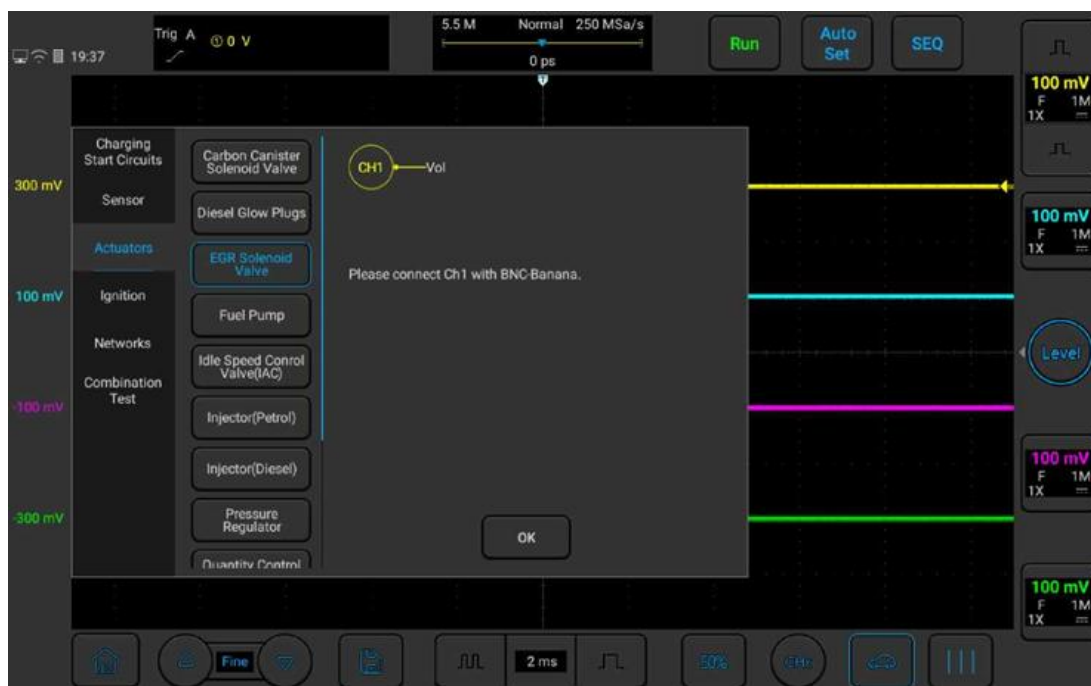 19:37
Trig A ① 0 V
5.5 M Normal 250 MSa/s
0 ps
T
Run
Auto
Set
SEQ
100 mV
F 1M
1X
300 mV
100 mV
-100 mV
-300 mV
Charging
Start Circuits
Sensor
Actuators
Ignition
Networks
Combination
Test
Carbon Canister
Solenoid Valve
Diesel Glow Plugs
EGR Solenoid
Valve
Fuel Pump
Idle Speed Conrol
Valve(IAC)
Injector(Petrol)
Injector(Diesel)
Pressure
Regulator
Quantity Control
CH1 Vol
Please connect Ch1 with BNC-Banana.
OK
100 mV
F 1M
1X
Level
100 mV
F 1M
1X
100 mV
F 1M
1X
Fine
2 ms
50%